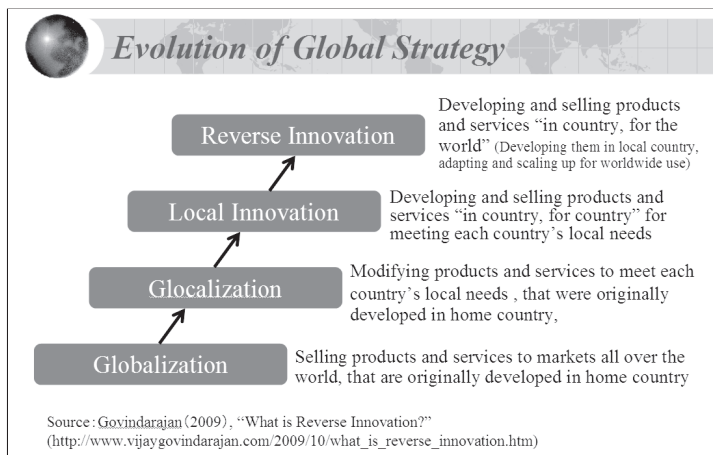 Evolution of Global Strategy
Reverse Innovation
Developing and selling products
and services “in country, for the
world” (Developing them in local country,
adapting and scaling up for worldwide use)
Local Innovation
Developing and selling products and
services “in country, for country” for
meeting each country’s local needs
Glocalization
Modifying products and services to meet each
country’s local needs , that were originally
developed in home country,
Globalization
Selling products and services to markets all over the
world, that are originally developed in home country
Source : Govindarajan (2009), “What is Reverse Innovation?”
(http://www.vijaygovindarajan.com/2009/10/what_is_reverse_innovation.htm)